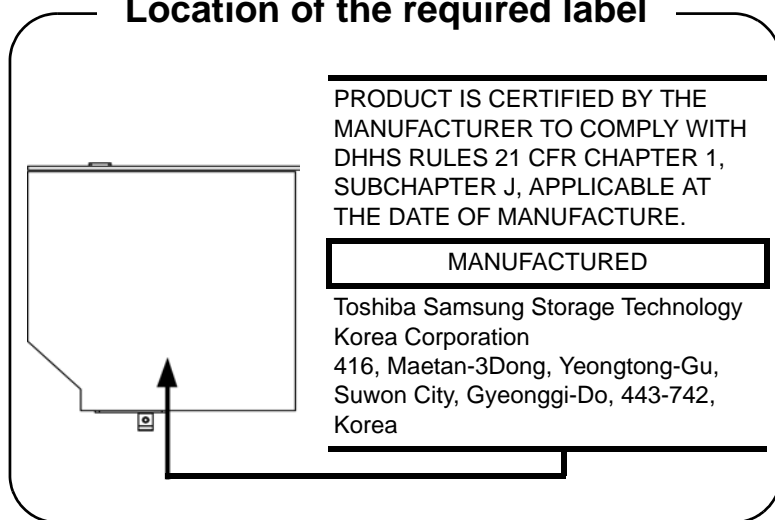 Location of the required label
PRODUCT IS CERTIFIED BY THE
MANUFACTURER TO COMPLY WITH
DHHS RULES 21 CFR CHAPTER 1,
SUBCHAPTER J, APPLICABLE AT
THE DATE OF MANUFACTURE.
MANUFACTURED
Toshiba Samsung Storage Technology
Korea Corporation
416, Maetan-3Dong, Yeongtong-Gu,
Suwon City, Gyeonggi-Do, 443-742,
Korea